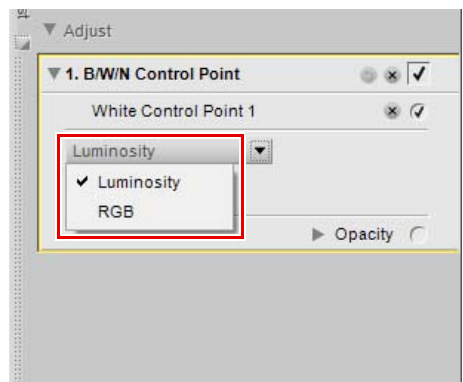 Adjust
1. B/W/N Control Point
White Control Point 1
Luminosity
Luminosity
RGB
Opacity